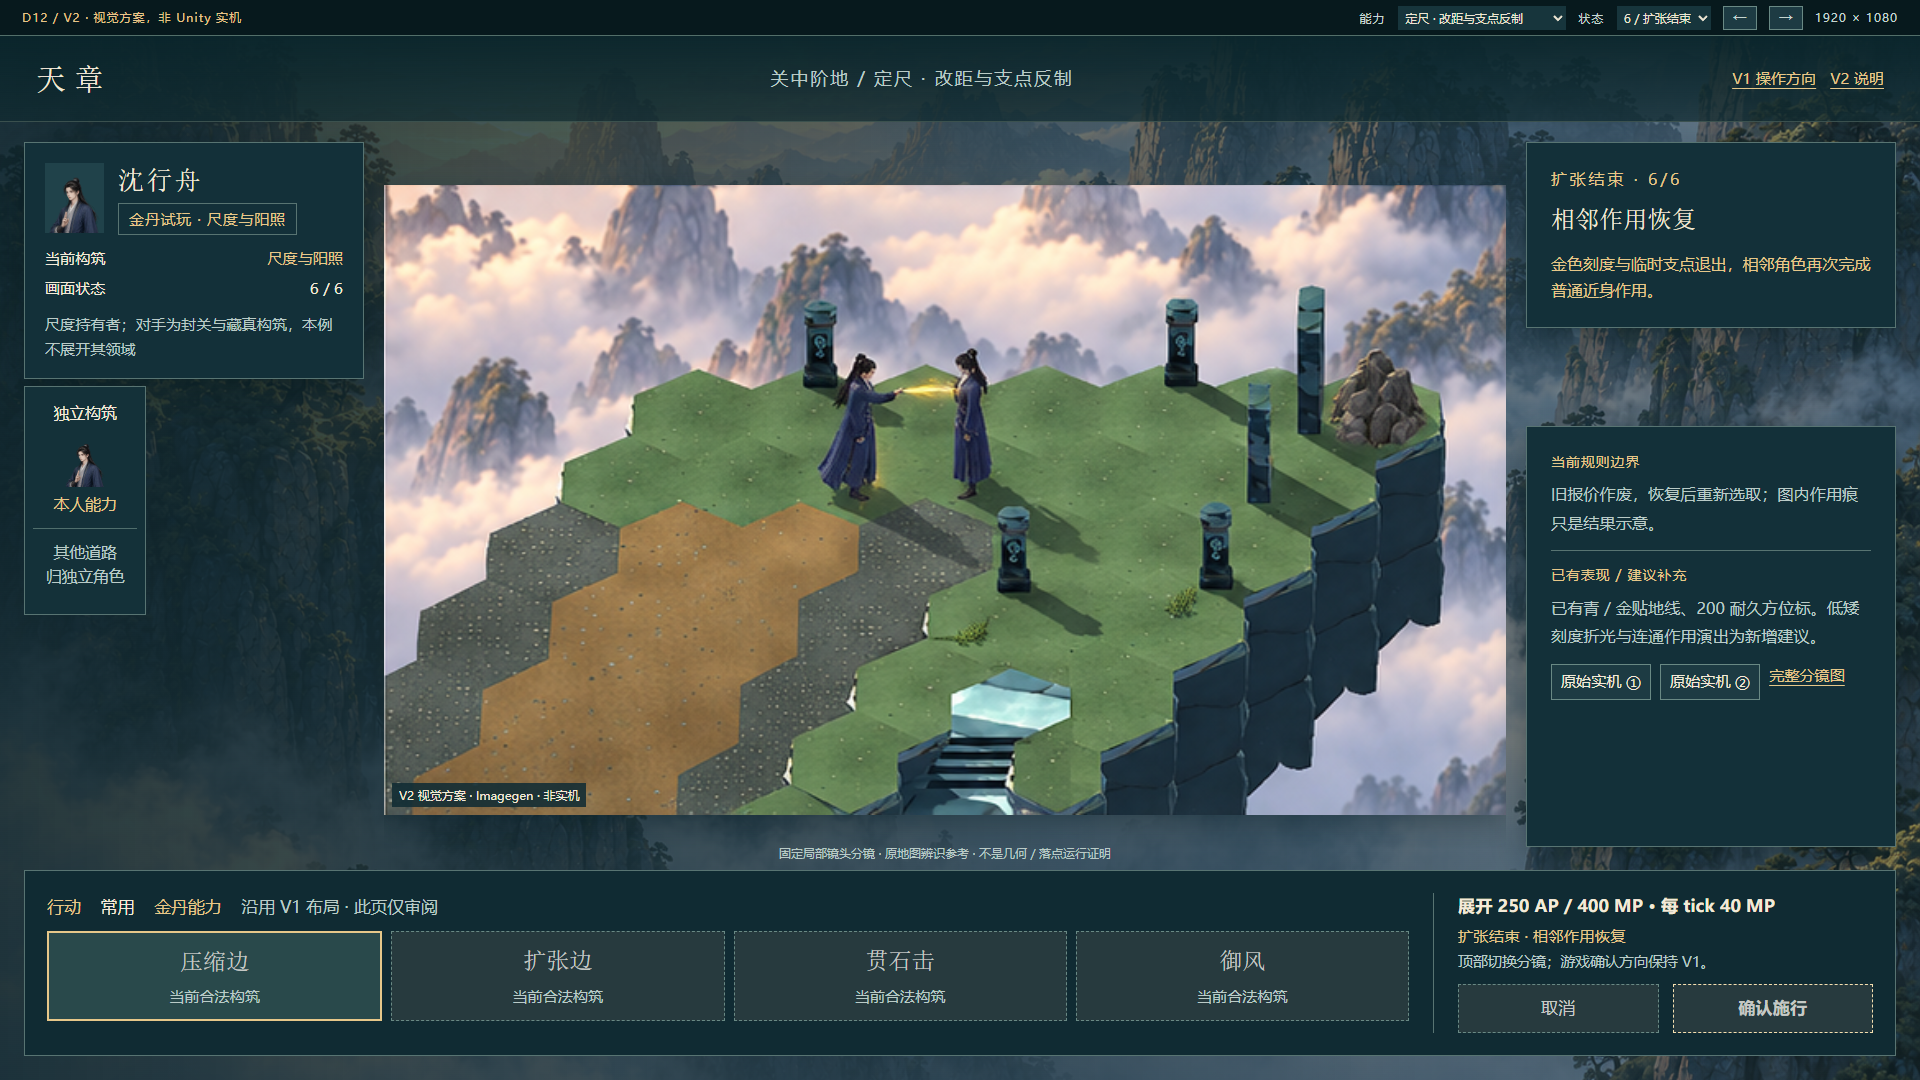 D12 / V2 · 视觉方案，非 Unity 实机
能力
定尺 · 改距与支点反制
状态
6 / 扩张结束
←
→
1920 × 1080
天章
关中阶地 / 定尺 · 改距与支点反制
V1 操作方向
V2 说明
沈行舟
金丹试玩 · 尺度与阳照
当前构筑
尺度与阳照
画面状态
6 / 6
尺度持有者；对手为封关与藏真构筑，本例
不展开其领域
独立构筑
本人能力
其他道路
归独立角色
V2 视觉方案 · Imagegen · 非实机
固定局部镜头分镜 · 原地图辨识参考 · 不是几何 / 落点运行证明
扩张结束 · 6/6
相邻作用恢复
金色刻度与临时支点退出，相邻角色再次完成
普通近身作用。
当前规则边界
旧报价作废，恢复后重新选取；图内作用痕
只是结果示意。
已有表现 / 建议补充
已有青 / 金贴地线、200 耐久方位标。低矮
刻度折光与连通作用演出为新增建议。
原始实机 ①
原始实机 ②
完整分镜图
行动
常用
金丹能力
沿用 V1 布局 · 此页仅审阅
压缩边
当前合法构筑
扩张边
当前合法构筑
贯石击
当前合法构筑
御风
当前合法构筑
展开 250 AP / 400 MP • 每 tick 40 MP
扩张结束 · 相邻作用恢复
顶部切换分镜；游戏确认方向保持 V1。
取消
确认施行